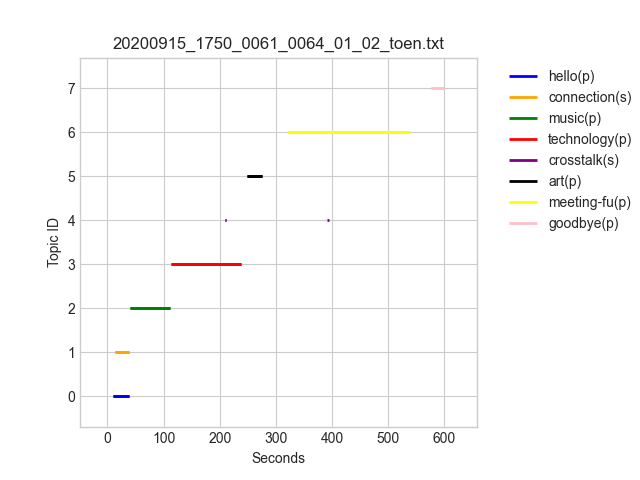 20200915_1750_0061_0064_01_02_toen.txt
hello(p)
connection(s)
music(p)
technology(p)
crosstalk(s)
art(p)
meeting-fu(p)
goodbye(p)
Topic ID
7
6
5
4
3
2
1
0
0 100 200 300 400 500 600
Seconds